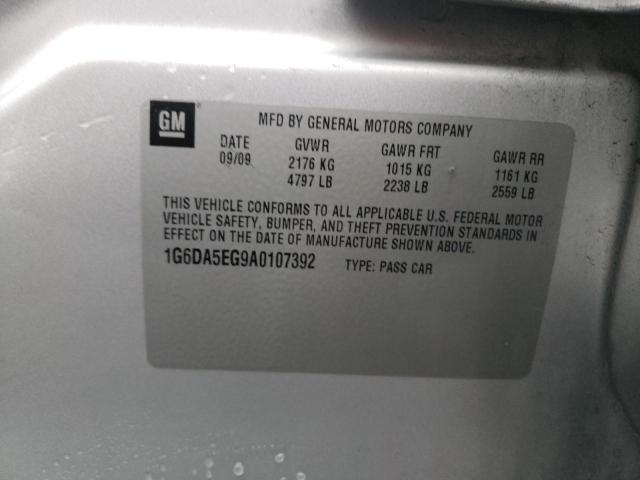 GM ® MFD BY GENERAL MOTORS COMPANY
DATE GVWR GAWR FRT GAWR RR
09/09 2176 KG 1015 KG 1161 KG
4797 LB 2238 LB 2559 LB
THIS VEHICLE CONFORMS TO ALL APPLICABLE U.S. FEDERAL MOTOR
VEHICLE SAFETY, BUMPER, AND THEFT PREVENTION STANDARDS IN
EFFECT ON THE DATE OF MANUFACTURE SHOWN ABOVE.
1G6DA5EG9A0107392 TYPE: PASS CAR